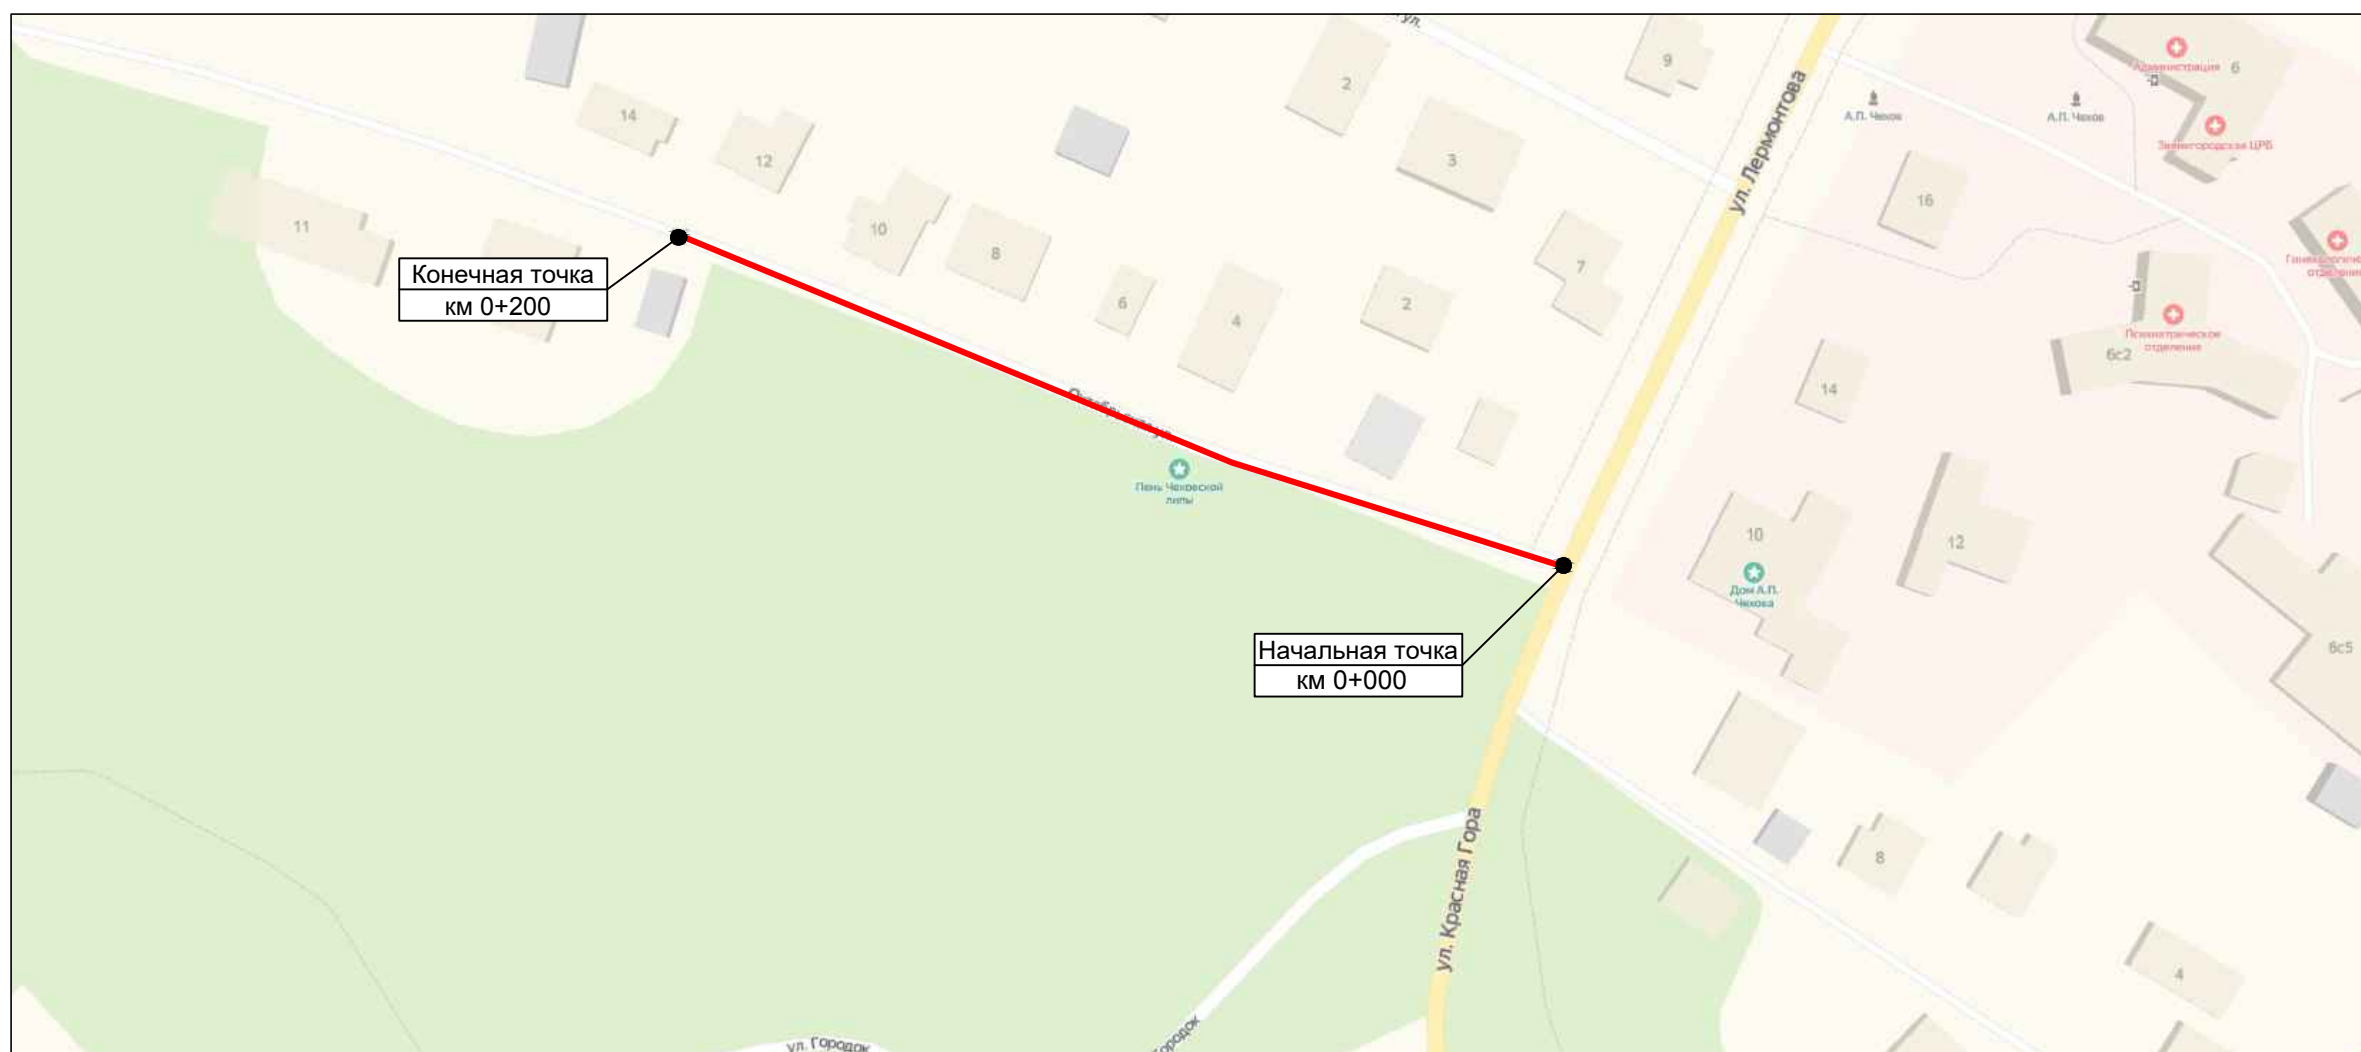 2
9
14
12
3
ул. Лермонтова
А.П. Чехов
А.П. Чехов
Администрация
6
Звенигородская ЦРБ
16
11
10
8
7
6
4
2
Конечная точка
км 0+200
отделение
Психиатрическое
отделение
6с2
14
Пень Чеховской
липы
10
12
Дом А.П.
Чехова
Начальная точка
км 0+000
6с5
ул. Красная Гора
8
4
ул. Городок